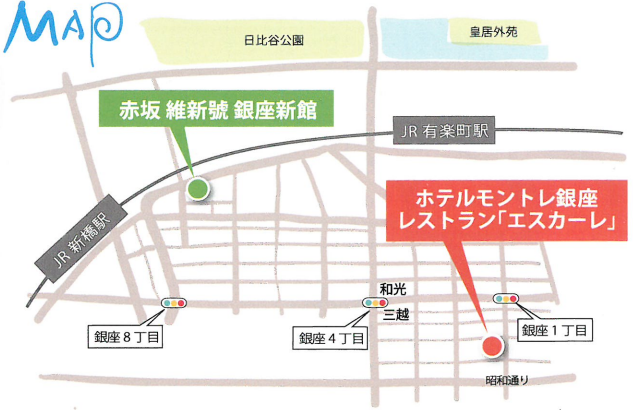 MAP
日比谷公園
皇居外苑
赤坂 維新號 銀座新館
JR 有楽町駅
ホテルモントレ銀座
レストラン「エスカーレ」
JR 新橋駅
和光
三越
銀座8丁目
銀座4丁目
銀座1丁目
昭和通り